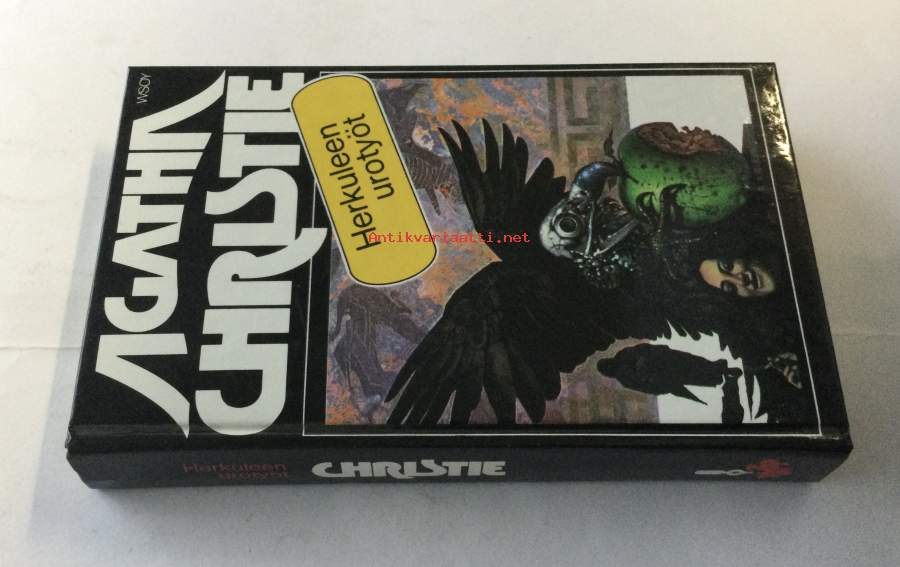 WSOY
AGATHA
CHRISTIE
Herkuleen
urotyöt
Antikvariaatti.net
Herkuleen
urotyöt
CHRISTIE